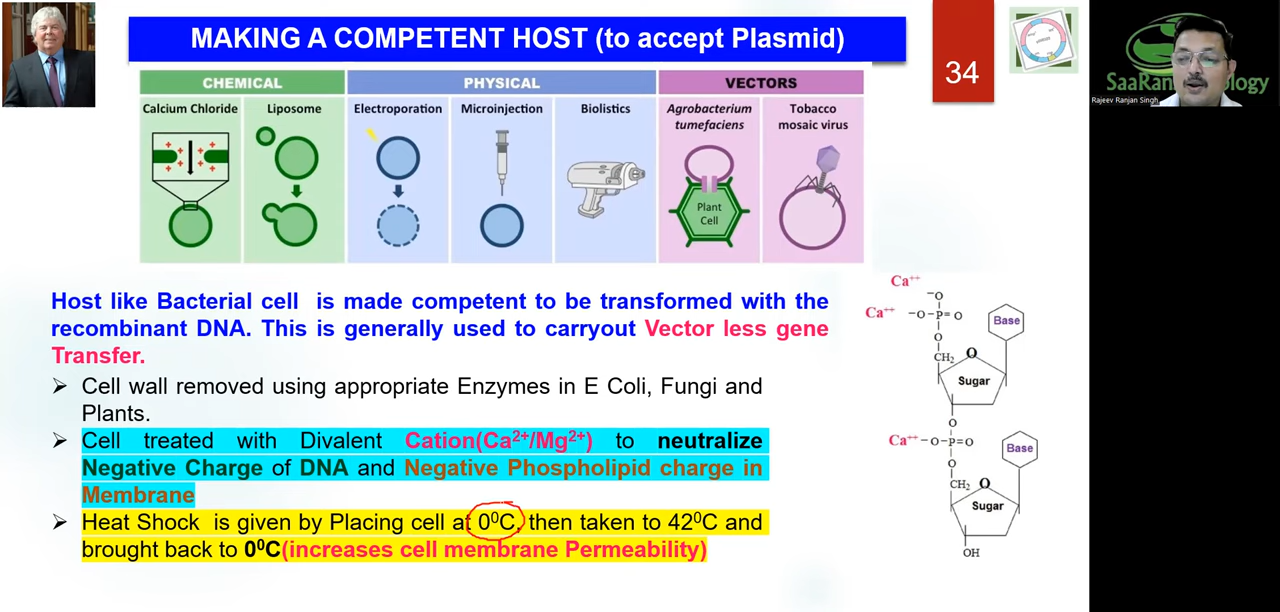 MAKING A COMPETENT HOST (to accept Plasmid)
34
SaaRan
ology
Rajeev Ranjan Singh
CHEMICAL
PHYSICAL
VECTORS
Calcium Chloride
Liposome
Electroporation
Microinjection
Biolistics
Agrobacterium
tumefaciens
Tobacco
mosaic virus
Plant
Cell
Host like Bacterial cell is made competent to be transformed with the
recombinant DNA. This is generally used to carryout Vector less gene
Transfer.
➢ Cell wall removed using appropriate Enzymes in E Coli, Fungi and
Plants.
➢ Cell treated with Divalent Cation(Ca²⁺/Mg²⁺) to neutralize
Negative Charge of DNA and Negative Phospholipid charge in
Membrane
➢ Heat Shock is given by Placing cell at 0⁰C, then taken to 42⁰C and
brought back to 0⁰C(increases cell membrane Permeability)
Ca⁺⁺
⁻O
Ca⁺⁺ ⁻O-P=O
O
CH₂ O
Base
Sugar
O
Ca⁺⁺ -O-P=O
O
CH₂ O
Base
Sugar
OH